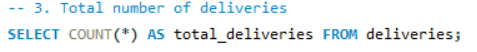 -- 3. Total number of deliveries
SELECT COUNT(*) AS total_deliveries FROM deliveries;